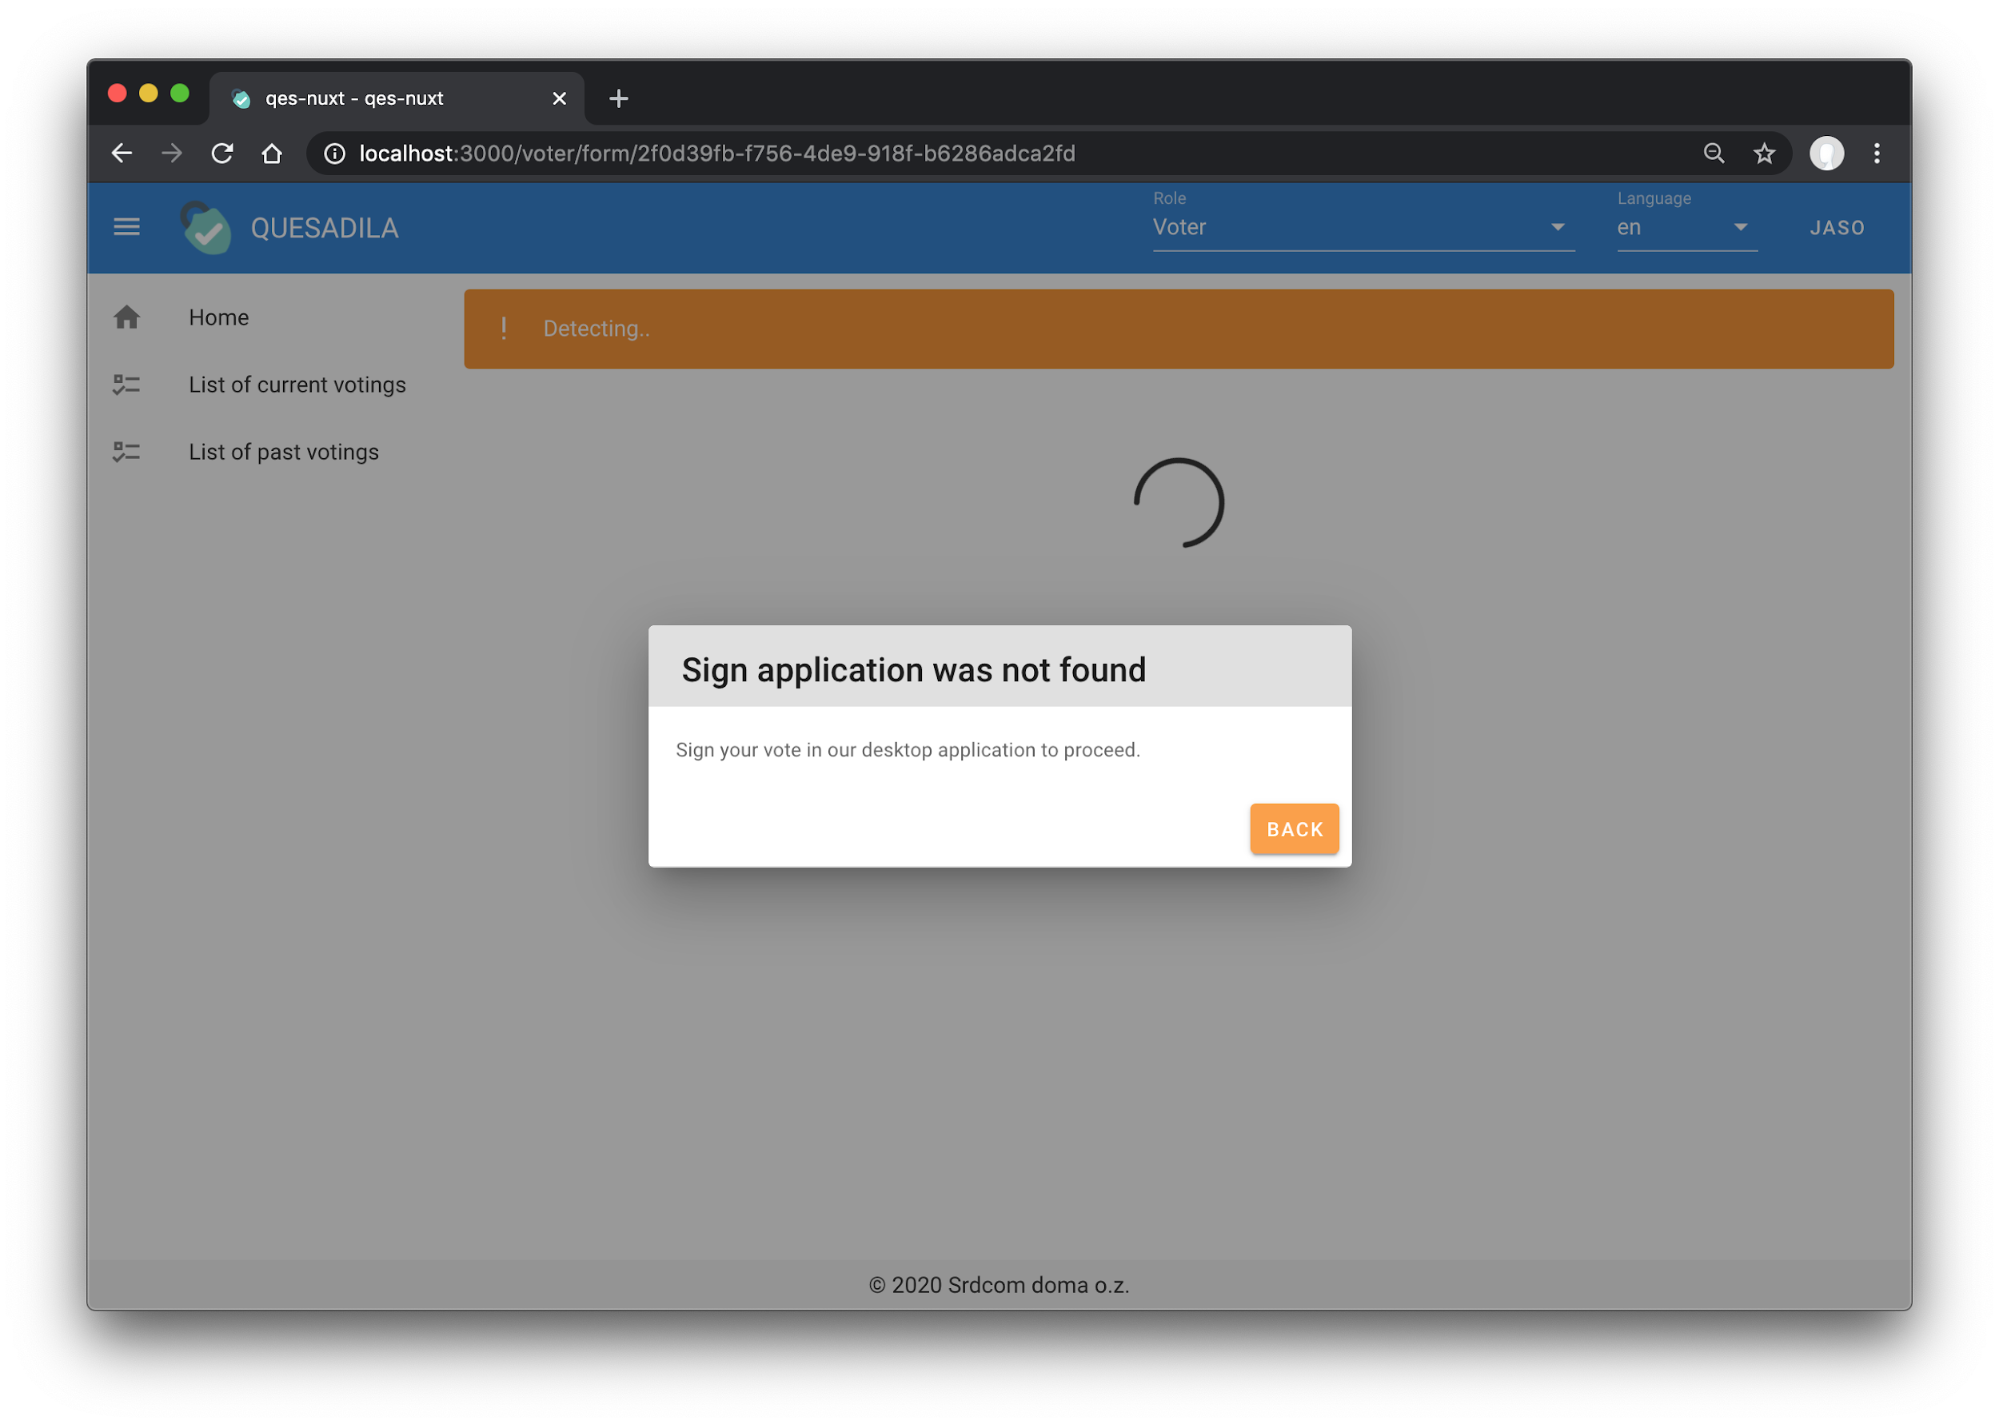 qes-nuxt - qes-nuxt
localhost:3000/voter/form/2f0d39fb-f756-4de9-918f-b6286adca2fd
QUESADILA
Role
Voter
Language
en
JASO
Home
List of current votings
List of past votings
! Detecting..
Sign application was not found
Sign your vote in our desktop application to proceed.
BACK
© 2020 Srdcom doma o.z.